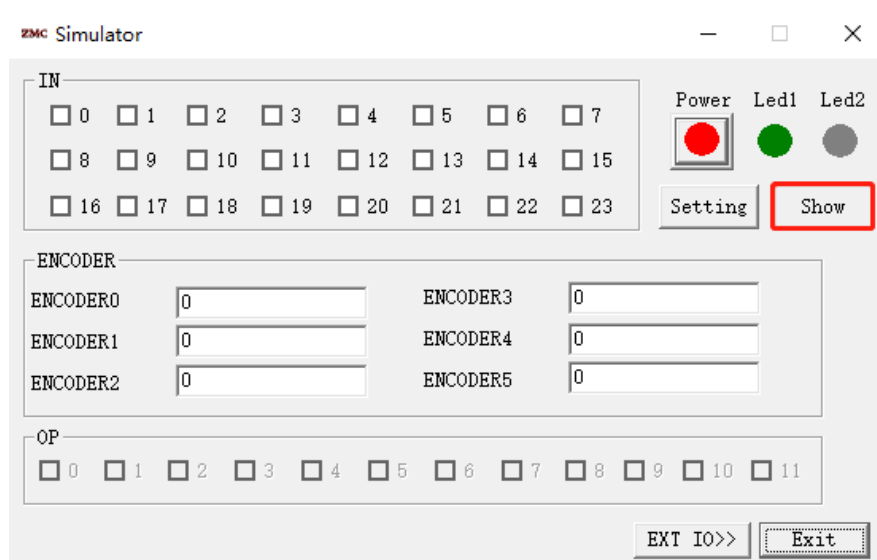 ZMC Simulator
IN
0 1 2 3 4 5 6 7
8 9 10 11 12 13 14 15
16 17 18 19 20 21 22 23
Power Led1 Led2
Setting Show
ENCODER
ENCODER0 0 ENCODER3 0
ENCODER1 0 ENCODER4 0
ENCODER2 0 ENCODER5 0
OP
0 1 2 3 4 5 6 7 8 9 10 11
EXT IO>> Exit